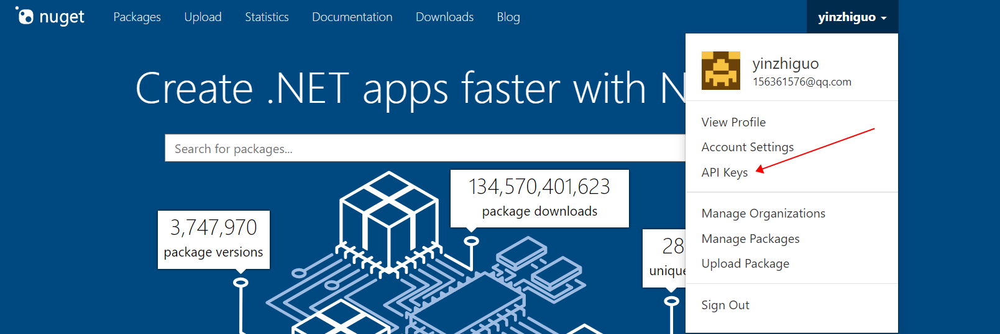 nuget Packages Upload Statistics Documentation Downloads Blog yinzhiguo
yinzhiguo
156361576@qq.com
Create .NET apps faster with N
View Profile
Search for packages...
Account Settings
API Keys
134,570,401,623
package downloads
3,747,970
package versions
Manage Organizations
Manage Packages
28
unique
Upload Package
Sign Out